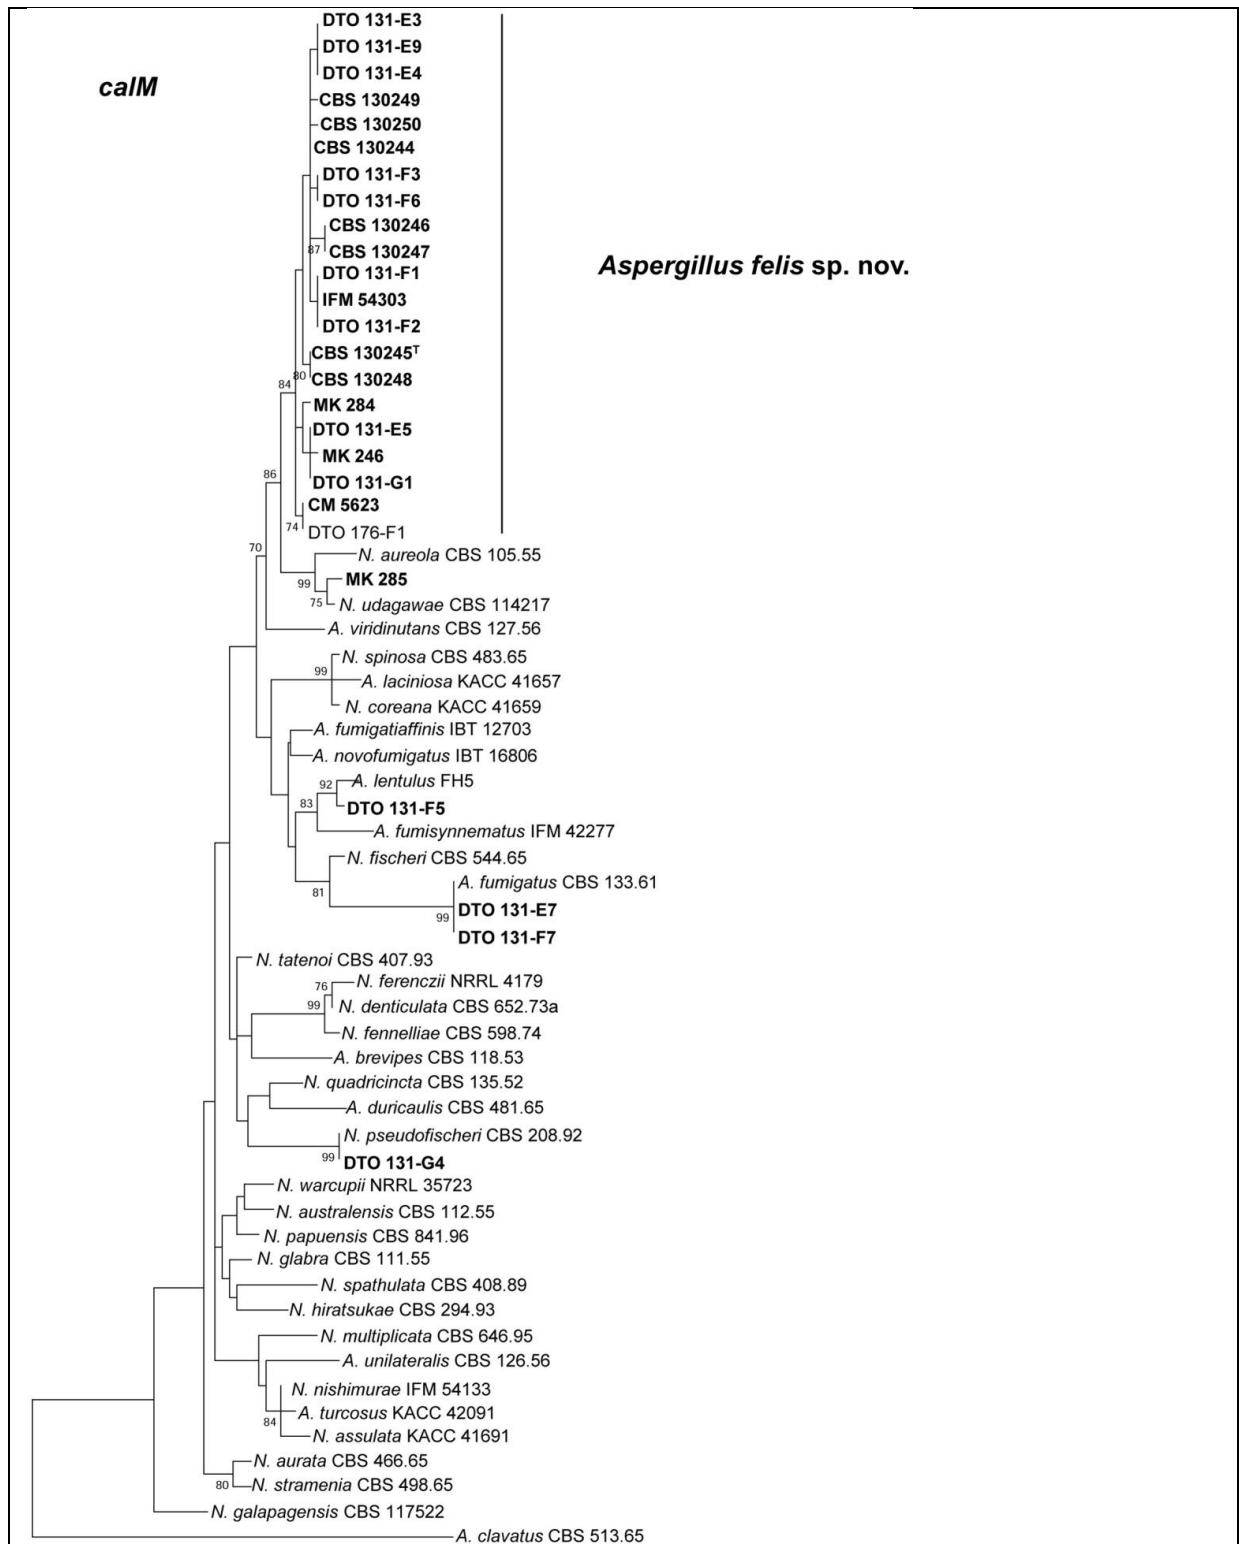 DTO 131-E3
DTO 131-E9
DTO 131-E4
calM
CBS 130249
CBS 130250
CBS 130244
DTO 131-F3
DTO 131-F6
CBS 130246
87
CBS 130247
Aspergillus felis sp. nov.
DTO 131-F1
IFM 54303
DTO 131-F2
CBS 130245ᵀ
80
CBS 130248
84
MK 284
DTO 131-E5
MK 246
86
DTO 131-G1
CM 5623
74
DTO 176-F1
70
N. aureola CBS 105.55
99
MK 285
75
N. udagawae CBS 114217
A. viridinutans CBS 127.56
N. spinosa CBS 483.65
99
A. laciniosa KACC 41657
N. coreana KACC 41659
A. fumigatiaffinis IBT 12703
A. novofumigatus IBT 16806
92
A. lentulus FH5
83
DTO 131-F5
A. fumisynnematus IFM 42277
N. fischeri CBS 544.65
81
A. fumigatus CBS 133.61
99
DTO 131-E7
DTO 131-F7
N. tatenoi CBS 407.93
76
N. ferenczii NRRL 4179
99
N. denticulata CBS 652.73a
N. fennelliae CBS 598.74
A. brevipes CBS 118.53
N. quadricincta CBS 135.52
A. duricaulis CBS 481.65
N. pseudofischeri CBS 208.92
99
DTO 131-G4
N. warcupii NRRL 35723
N. australensis CBS 112.55
N. papuensis CBS 841.96
N. glabra CBS 111.55
N. spathulata CBS 408.89
N. hiratsukae CBS 294.93
N. multiplicata CBS 646.95
A. unilateralis CBS 126.56
N. nishimurae IFM 54133
A. turcosus KACC 42091
84
N. assulata KACC 41691
N. aurata CBS 466.65
80
N. stramenia CBS 498.65
N. galapagensis CBS 117522
A. clavatus CBS 513.65